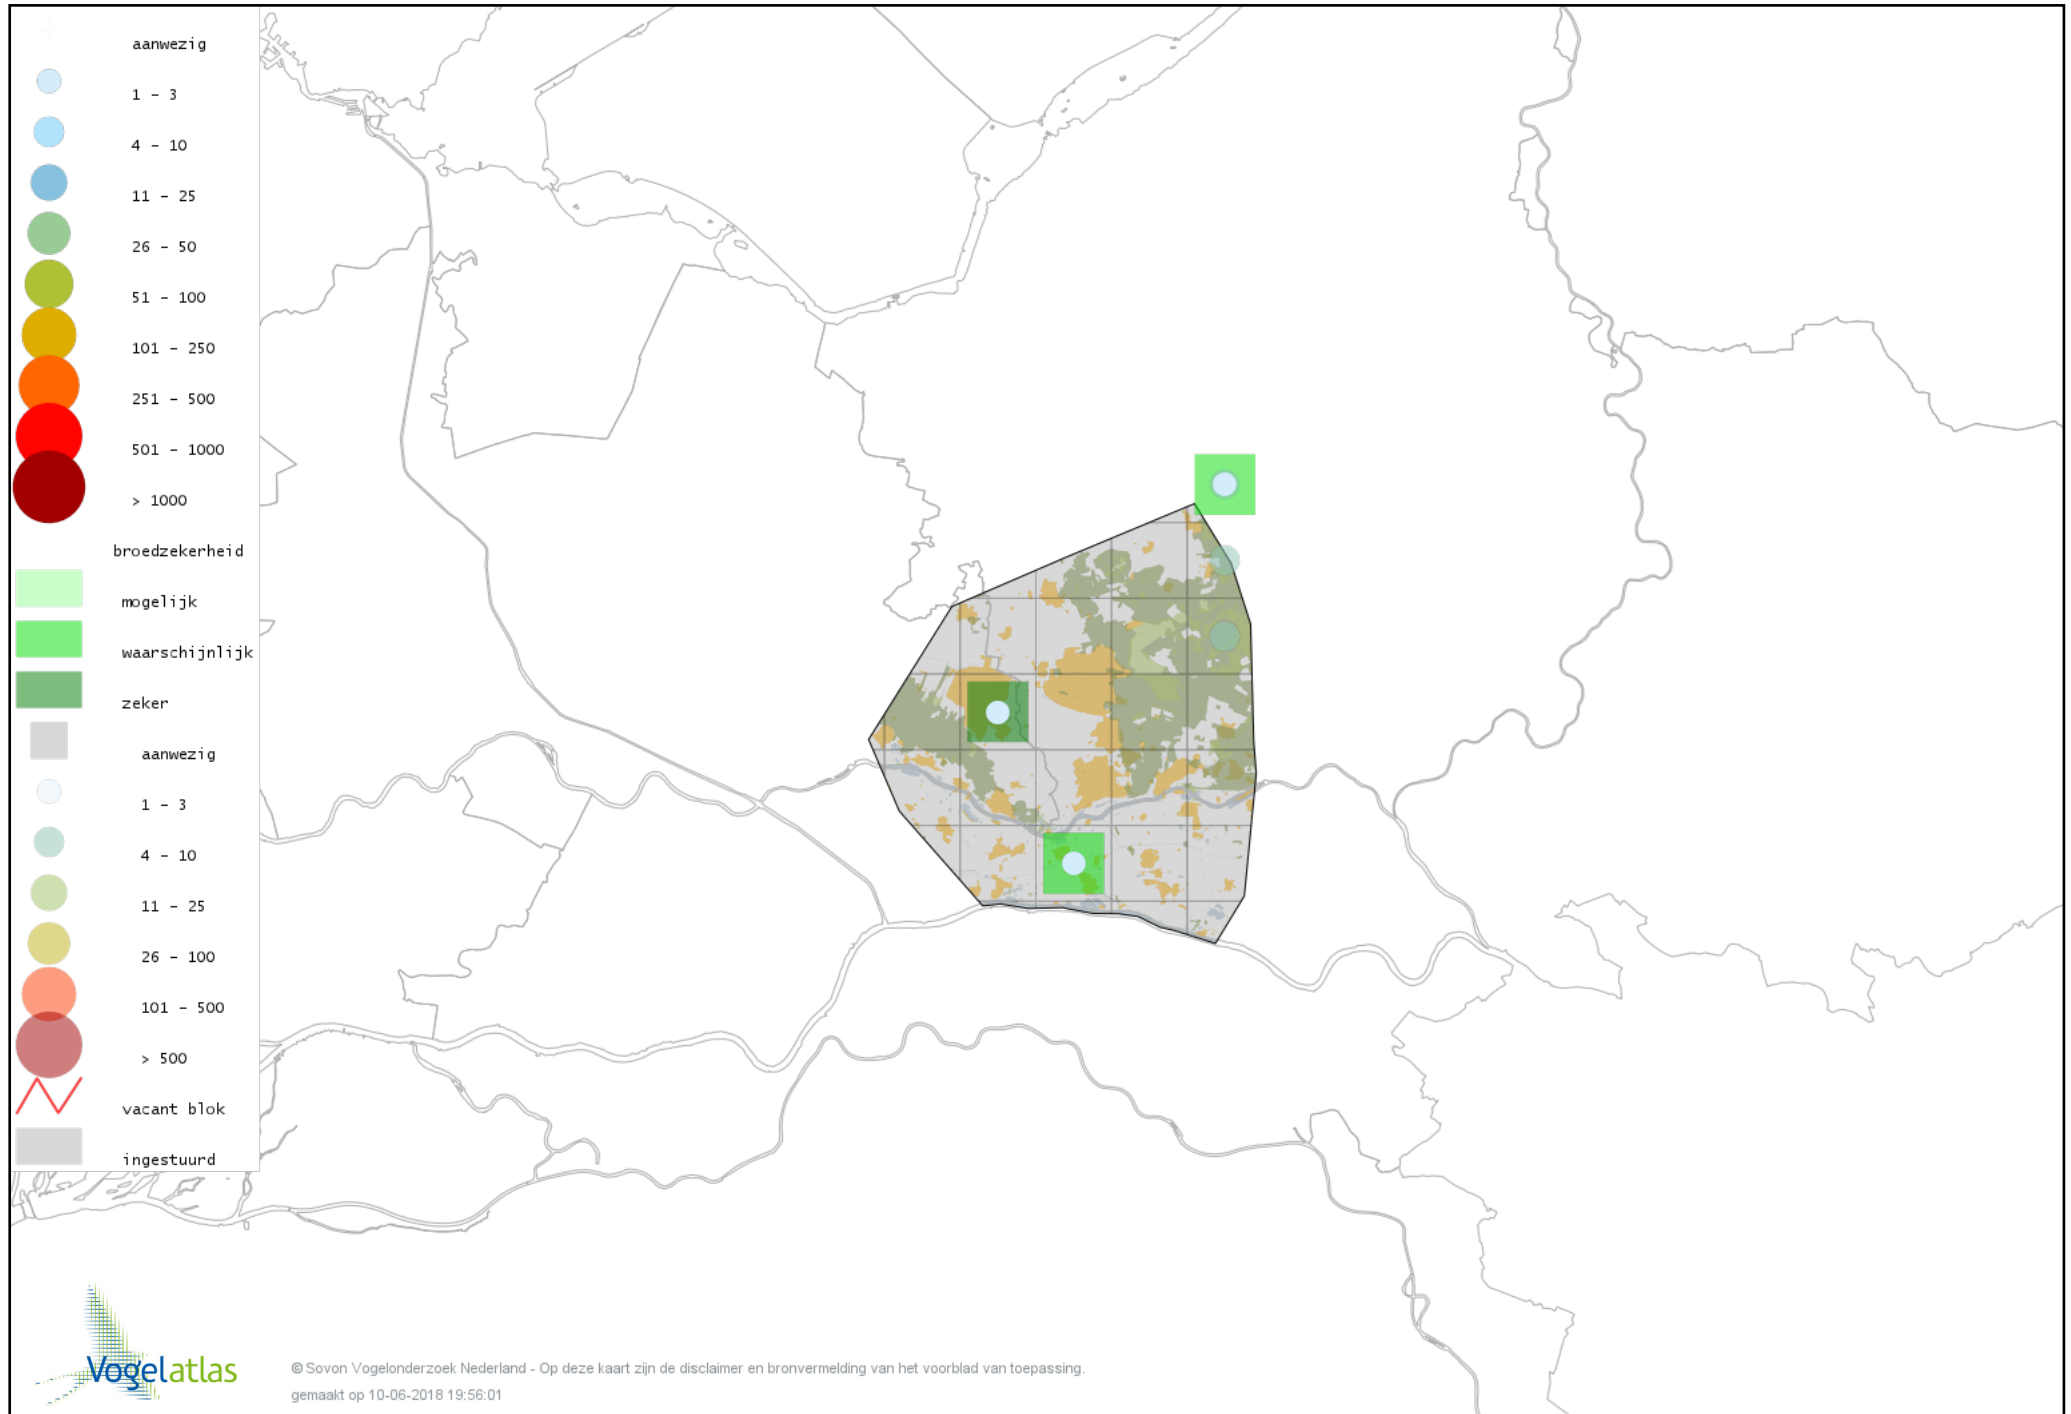 aanwezig
1 - 3
4 - 10
11 - 25
26 - 50
51 - 100
101 - 250
251 - 500
501 - 1000
> 1000
broedzekerheid
mogelijk
waarschijnlijk
zeker
aanwezig
1 - 3
4 - 10
11 - 25
26 - 100
101 - 500
> 500
vacant blok
ingestuurd
Vogelatlas
© Sovon Vogelonderzoek Nederland - Op deze kaart zijn de disclaimer en bronvermelding van het voorblad van toepassing.
gemaakt op 10-06-2018 19:56:01